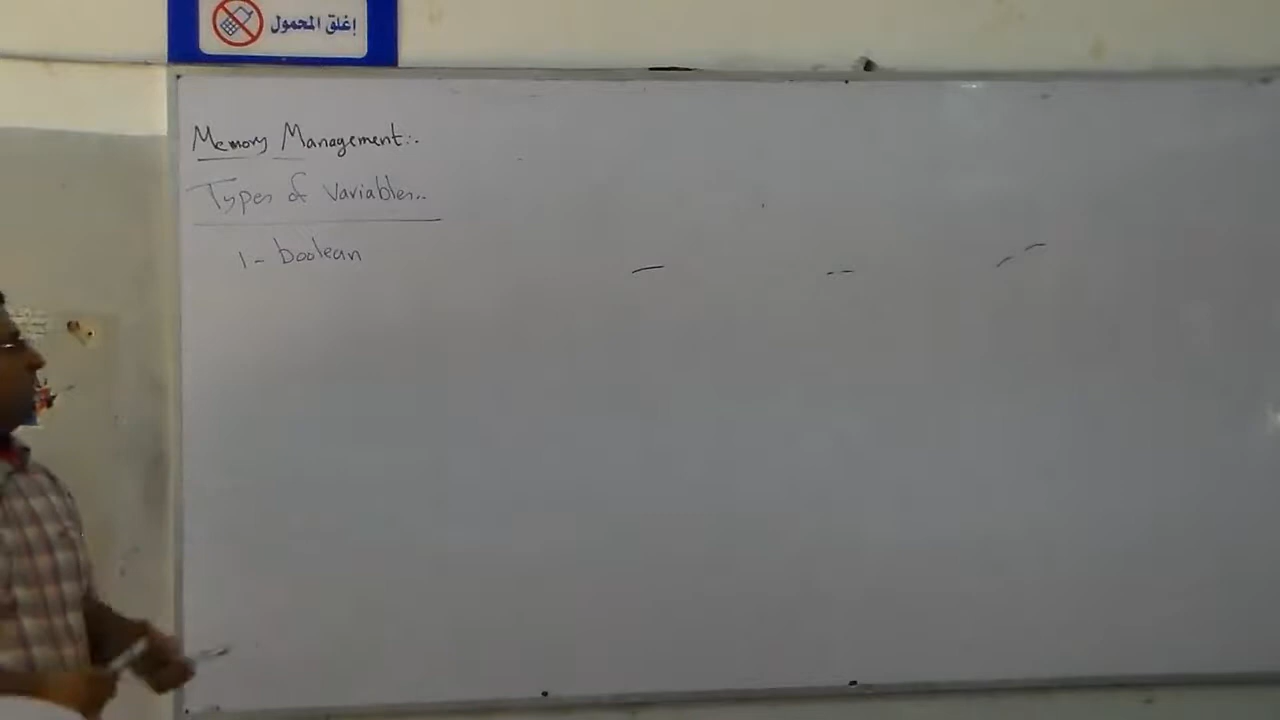 إغلق المحمول
Memory Management:.
Types of variables..
1- boolean